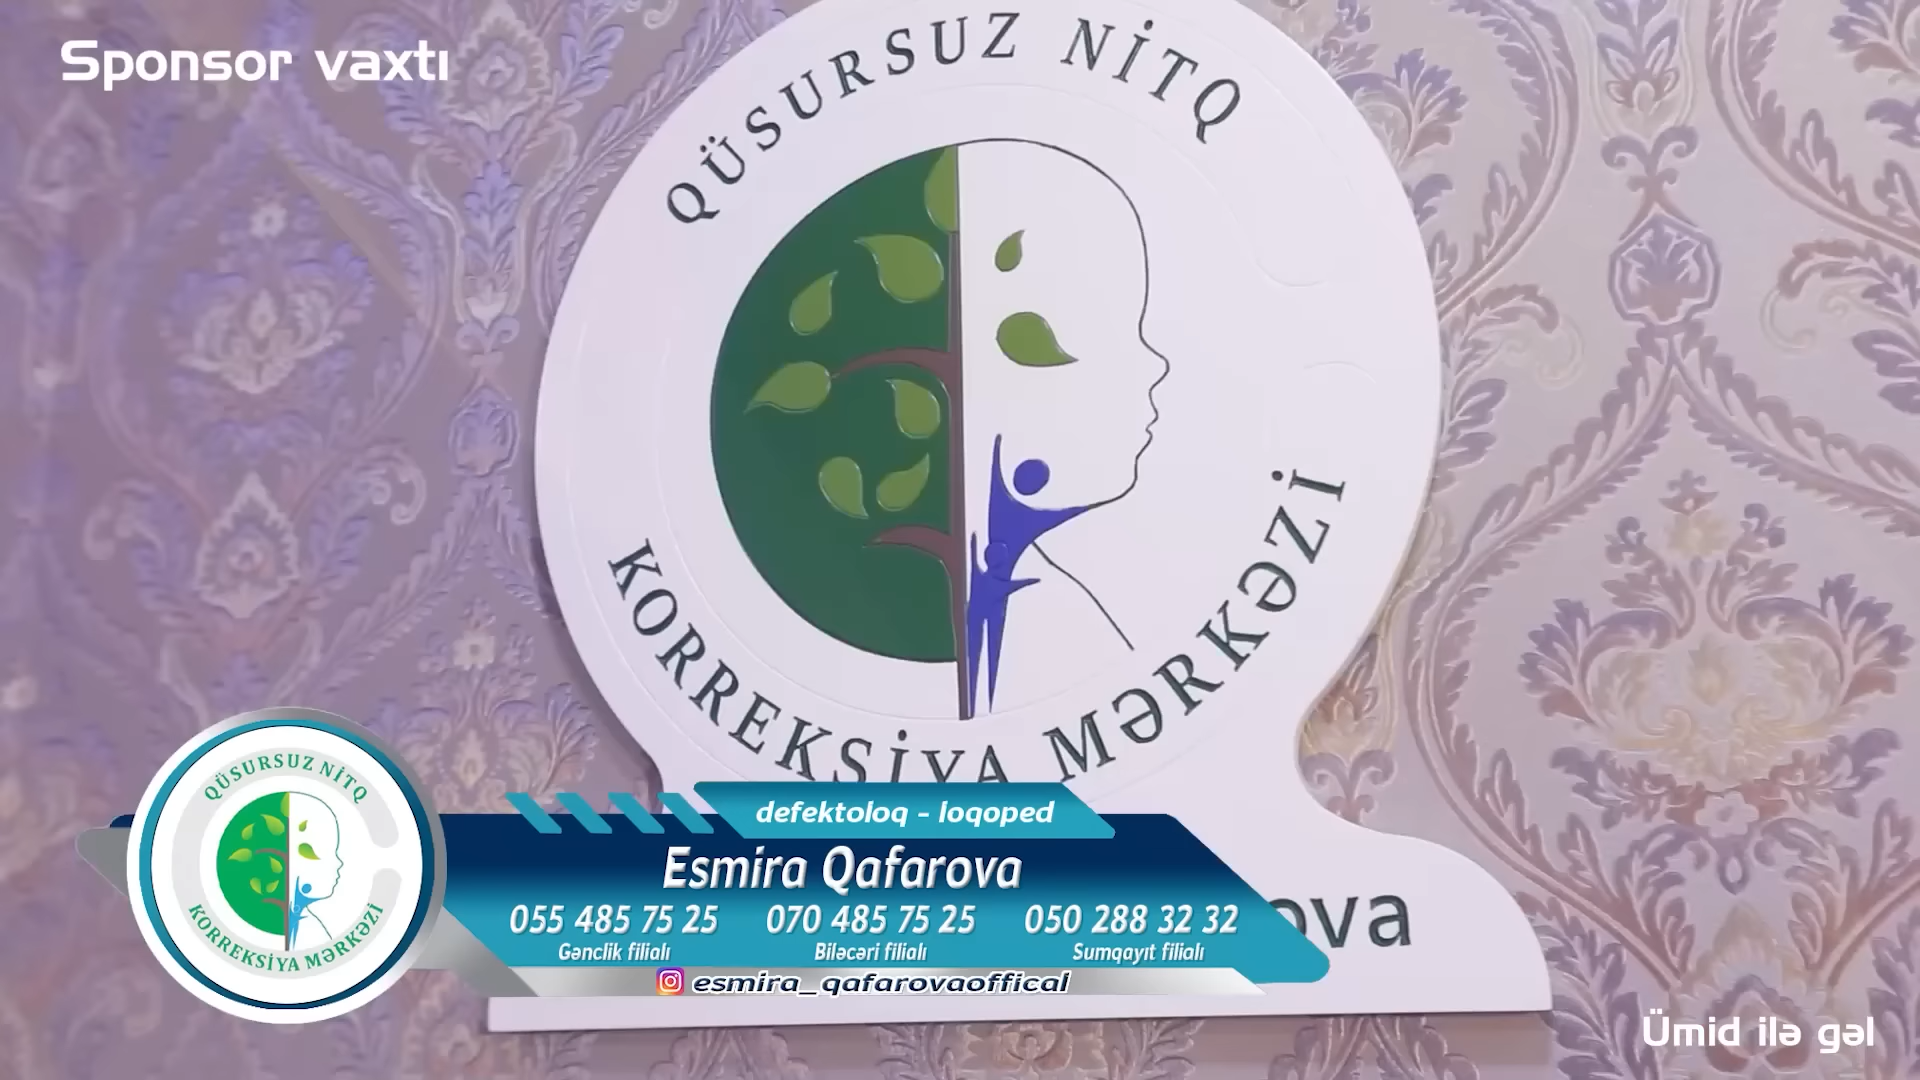 Sponsor vaxtı
QÜSURSUZ NİTQ
KORREKSİYA MƏRKƏZİ
QÜSURSUZ NİTQ
KORREKSİYA MƏRKƏZİ
defektoloq - loqoped
Esmira Qafarova
055 485 75 25 070 485 75 25 050 288 32 32
Gənclik filialı Biləcəri filialı Sumqayıt filialı
esmira_qafarovaoffical
Ümid ilə gəl